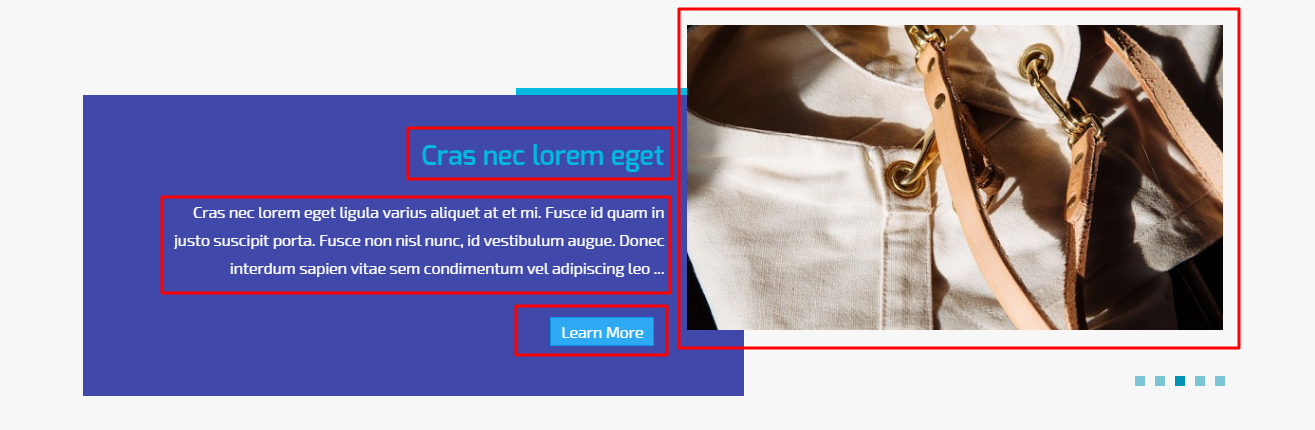 Cras nec lorem eget
Cras nec lorem eget ligula varius aliquet at et mi. Fusce id quam in
justo suscipit porta. Fusce non nisl nunc, id vestibulum augue. Donec
interdum sapien vitae sem condimentum vel adipiscing leo ...
Learn More